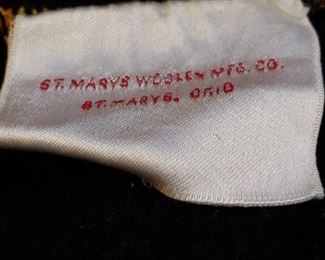 ST. MARYS WOOLEN MFG. CO.
ST. MARYS, OHIO